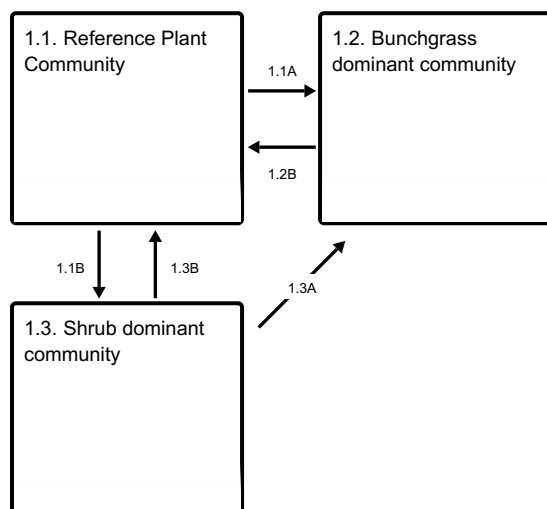 1.1. Reference Plant
Community
1.2. Bunchgrass
dominant community
1.1A
1.2B
1.1B
1.3B
1.3A
1.3. Shrub dominant
community